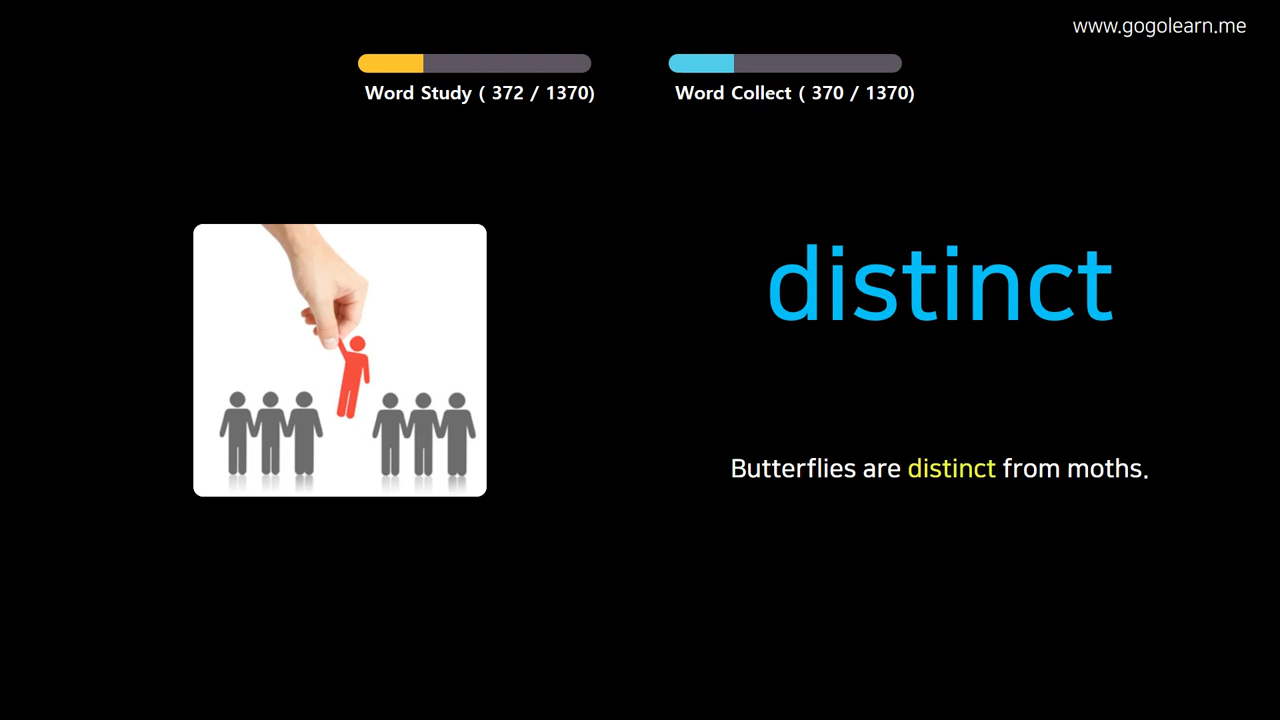 www.gogolearn.me
Word Study ( 372 / 1370)
Word Collect ( 370 / 1370)
distinct
Butterflies are distinct from moths.